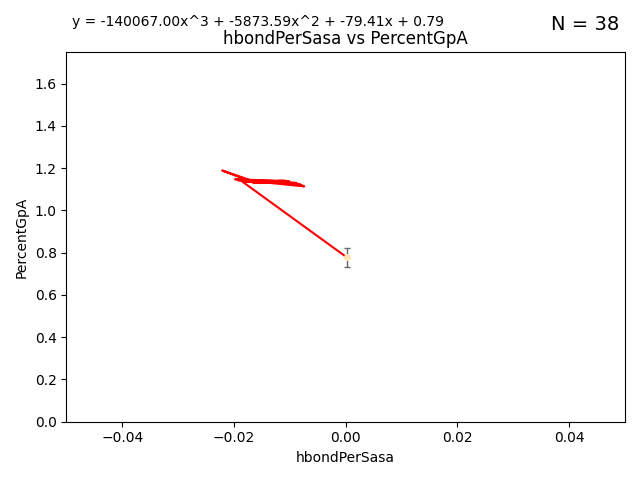 y = -140067.00x^3 + -5873.59x^2 + -79.41x + 0.79
N = 38
hbondPerSasa vs PercentGpA
1.6
1.4
1.2
1.0
0.8
0.6
0.4
0.2
0.0
PercentGpA
−0.04 −0.02 0.00 0.02 0.04
hbondPerSasa